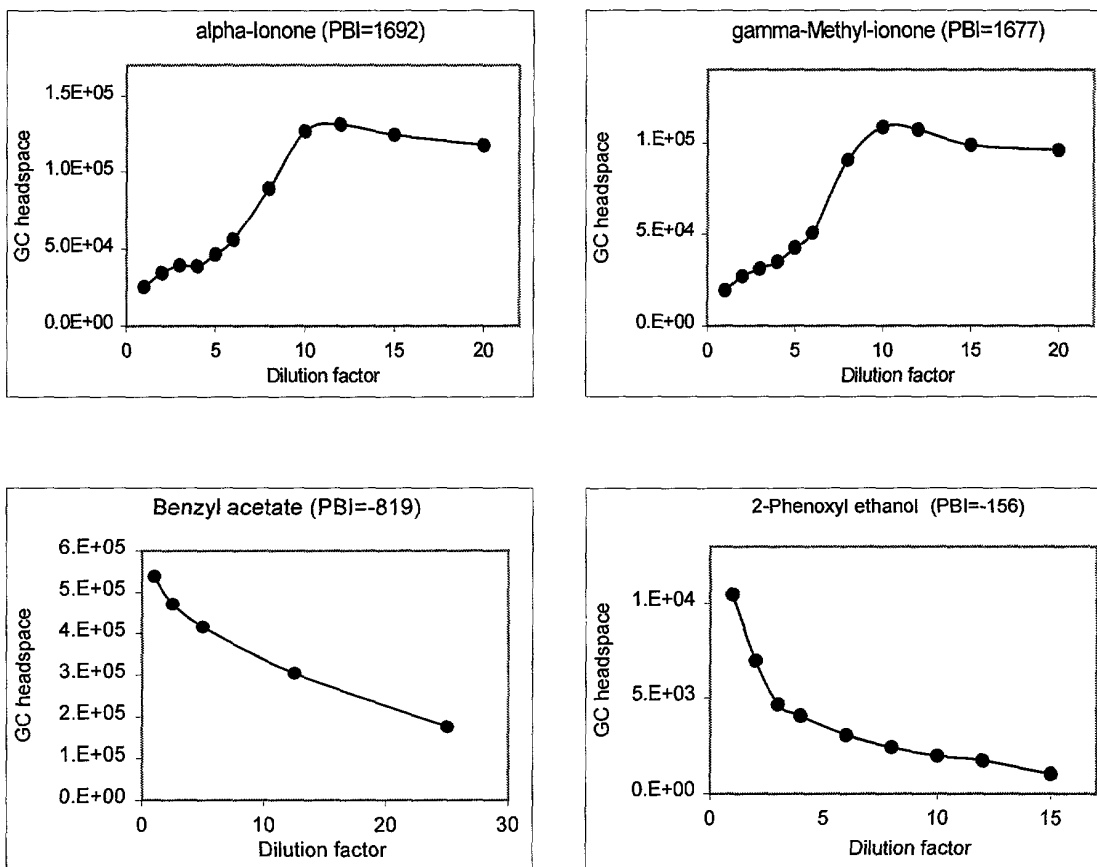 alpha-Ionone (PBI=1692)
GC headspace
1.5E+05
1.0E+05
5.0E+04
0.0E+00
0 5 10 15 20
Dilution factor
gamma-Methyl-ionone (PBI=1677)
GC headspace
1.E+05
5.E+04
0.E+00
0 5 10 15 20
Dilution factor
Benzyl acetate (PBI=-819)
GC headspace
6.E+05
5.E+05
4.E+05
3.E+05
2.E+05
1.E+05
0.E+00
0 10 20 30
Dilution factor
2-Phenoxyl ethanol (PBI=-156)
GC headspace
1.E+04
5.E+03
0.E+00
0 5 10 15
Dilution factor